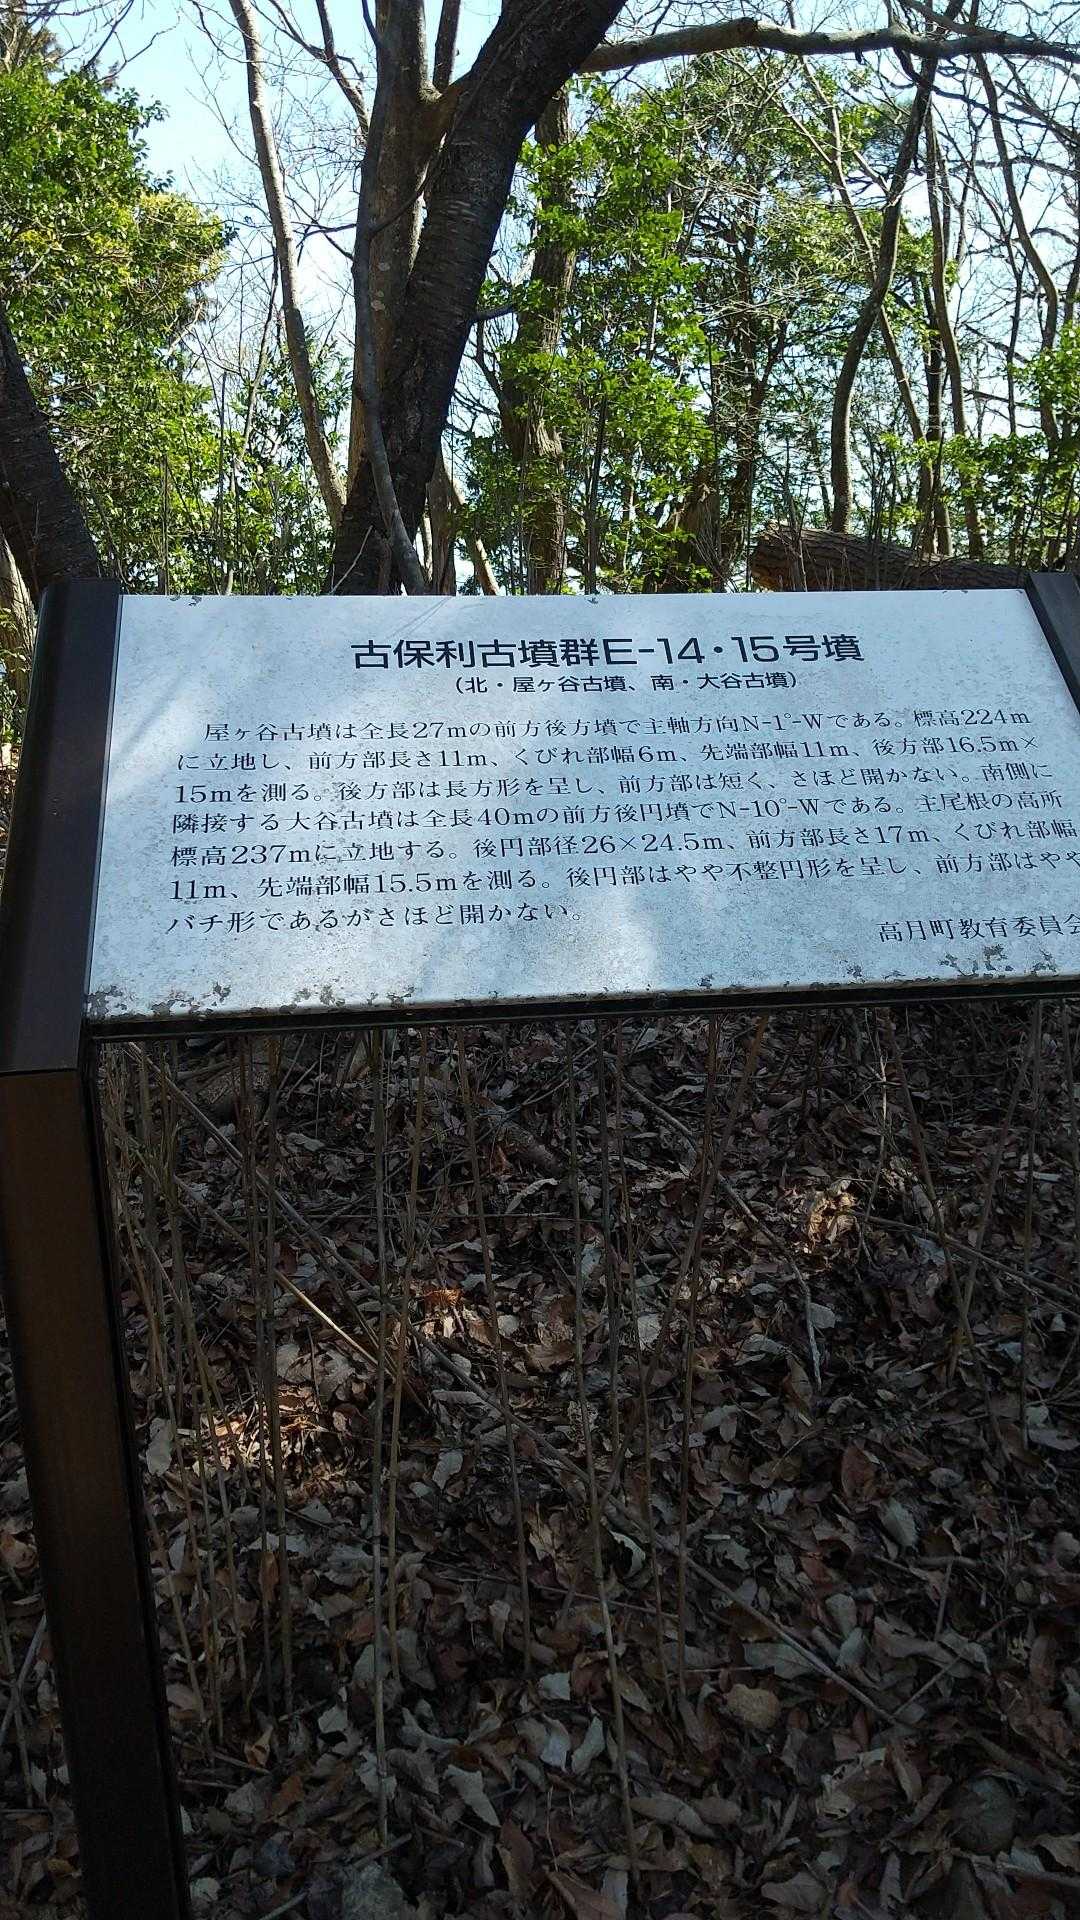 古保利古墳群E-14・15号墳
(北・屋ヶ谷古墳、南・大谷古墳)
屋ヶ谷古墳は全長27mの前方後方墳で主軸方向N-1°-Wである。標高224m
に立地し、前方部長さ11m、くびれ部幅6m、先端部幅11m、後方部16.5m×
15mを測る。後方部は長方形を呈し、前方部は短く、さほど開かない。南側に
隣接する大谷古墳は全長40mの前方後円墳でN-10°-Wである。主尾根の高所
標高237mに立地する。後円部径26×24.5m、前方部長さ17m、くびれ部幅
11m、先端部幅15.5mを測る。後円部はやや不整円形を呈し、前方部はやや
バチ形であるがさほど開かない。
高月町教育委員会